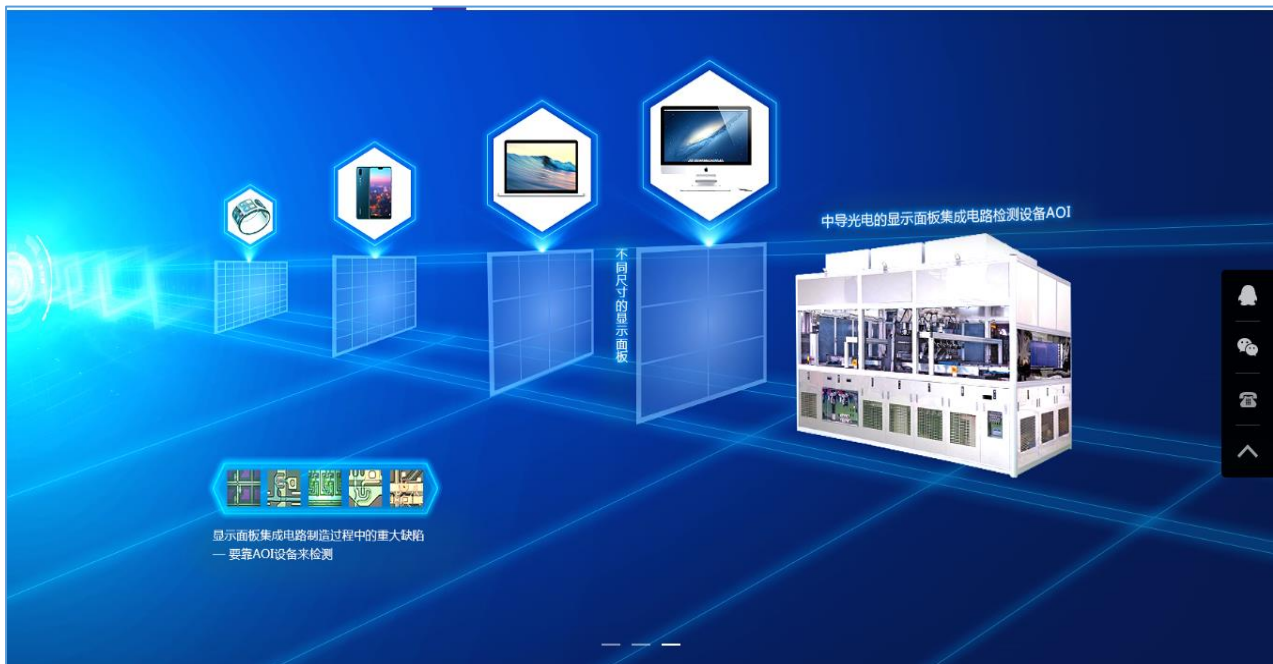 中导光电的显示面板集成电路检测设备AOI
不同尺寸的显示面板
显示面板集成电路制造过程中的重大缺陷
— 要靠AOI设备来检测